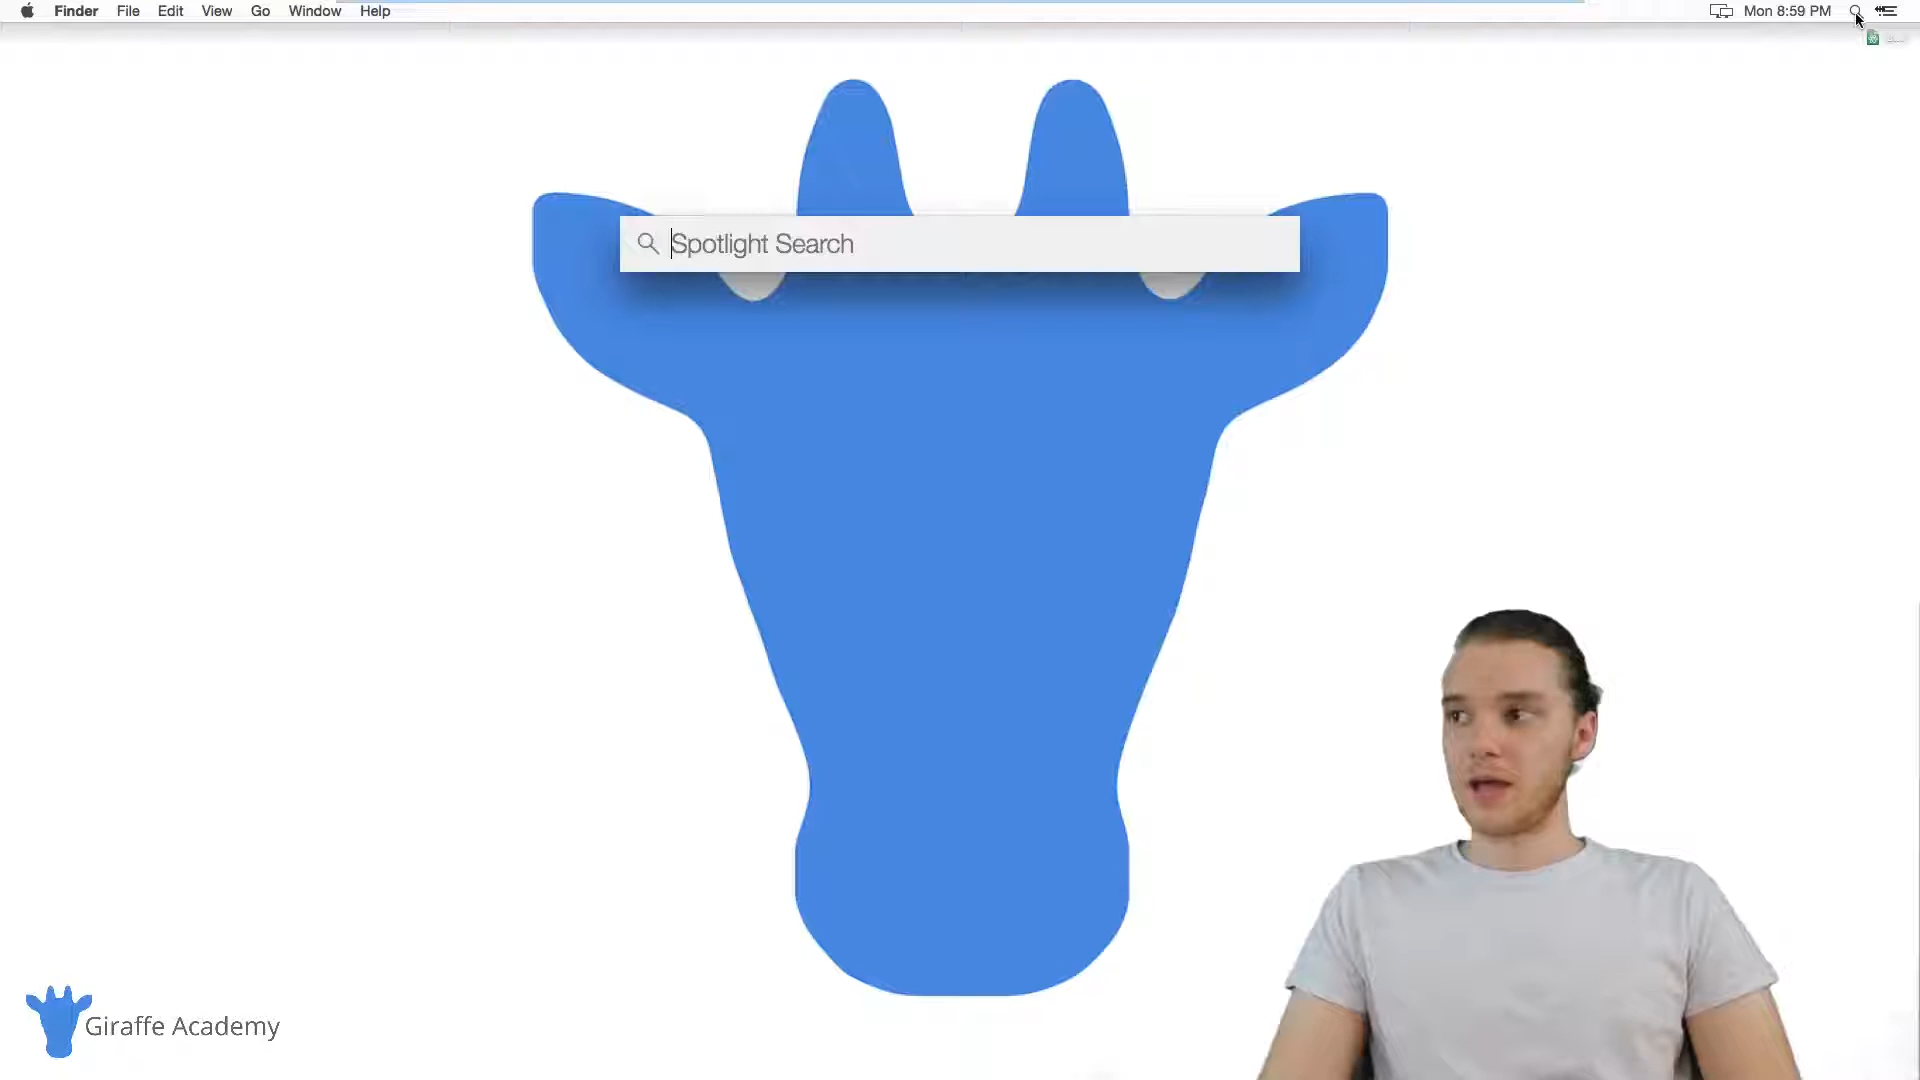 Finder File Edit View Go Window Help Mon 8:59 PM
Spotlight Search
Giraffe Academy